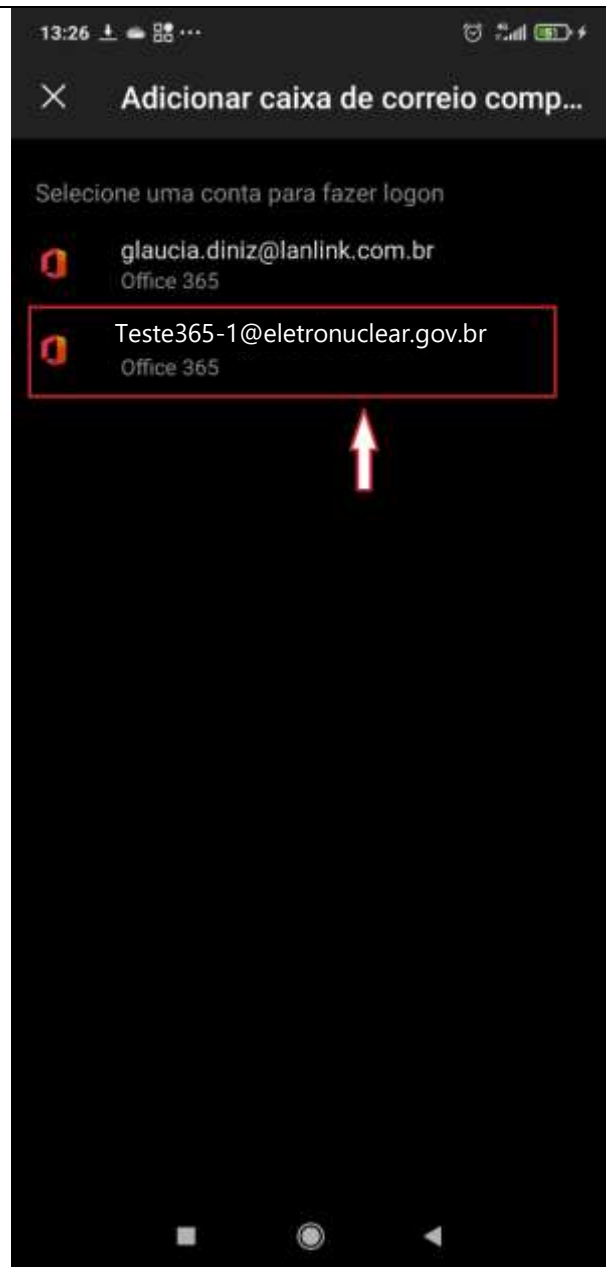 13:26
Adicionar caixa de correio comp...
Selecione uma conta para fazer logon
glaucia.diniz@lanlink.com.br
Office 365
Teste365-1@eletronuclear.gov.br
Office 365